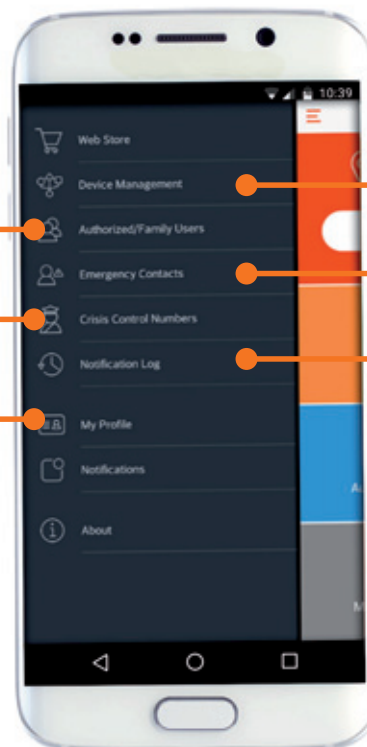 10:39
Web Store
Device Management
Authorized/Family Users
Emergency Contacts
Crisis Control Numbers
Notification Log
My Profile
Notifications
About
A
M